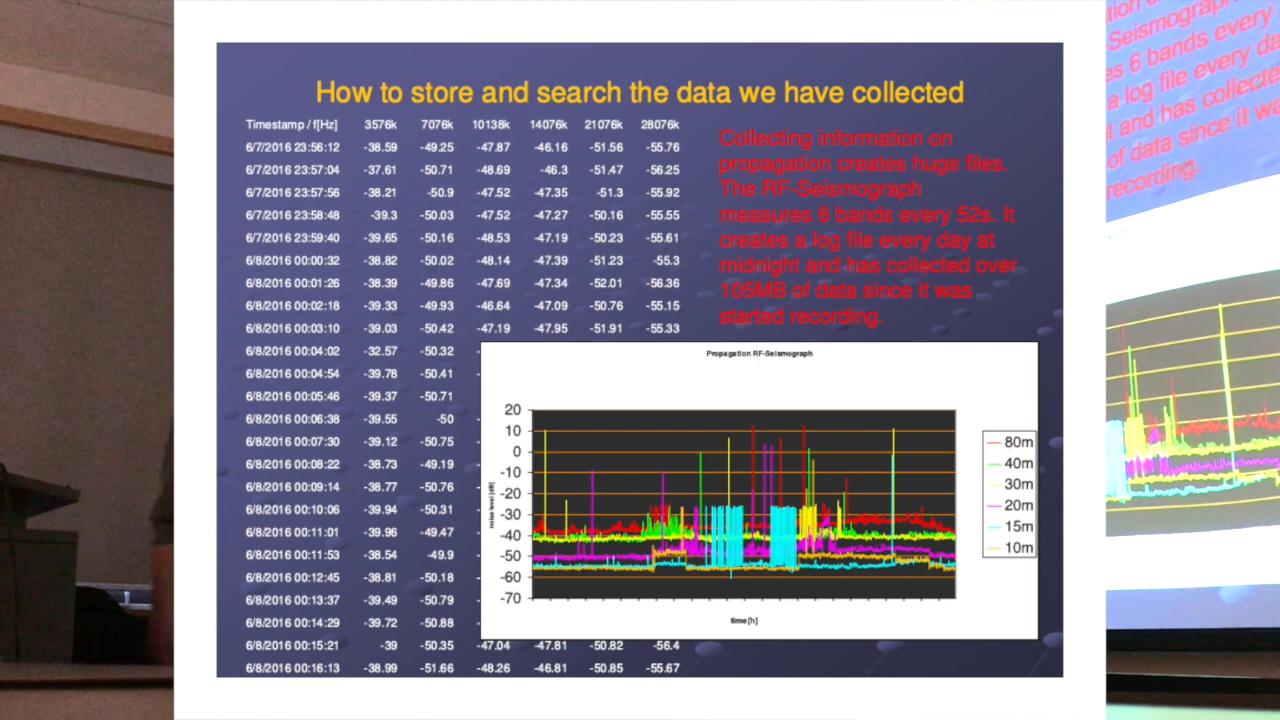 How to store and search the data we have collected
Timestamp / f[Hz] 3576k 7076k 10138k 14076k 21076k 28076k
6/7/2016 23:56:12 -38.59 -49.25 -47.87 -46.16 -51.56 -55.76
6/7/2016 23:57:04 -37.61 -50.71 -48.69 -46.3 -51.47 -56.25
6/7/2016 23:57:56 -38.21 -50.9 -47.52 -47.35 -51.3 -55.92
6/7/2016 23:58:48 -39.3 -50.03 -47.52 -47.27 -50.16 -55.55
6/7/2016 23:59:40 -39.65 -50.16 -48.53 -47.19 -50.23 -55.61
6/8/2016 00:00:32 -38.82 -50.02 -48.14 -47.39 -51.23 -55.3
6/8/2016 00:01:26 -38.39 -49.86 -47.69 -47.34 -52.01 -56.36
6/8/2016 00:02:18 -39.33 -49.93 -46.64 -47.09 -50.76 -55.15
6/8/2016 00:03:10 -39.03 -50.42 -47.19 -47.95 -51.91 -55.33
6/8/2016 00:04:02 -32.57 -50.32 -
6/8/2016 00:04:54 -39.78 -50.41 -
6/8/2016 00:05:46 -39.37 -50.71 -
6/8/2016 00:06:38 -39.55 -50 -
6/8/2016 00:07:30 -39.12 -50.75 -
6/8/2016 00:08:22 -38.73 -49.19 -
6/8/2016 00:09:14 -38.77 -50.76 -
6/8/2016 00:10:06 -39.94 -50.31 -
6/8/2016 00:11:01 -39.96 -49.47 -
6/8/2016 00:11:53 -38.54 -49.9 -
6/8/2016 00:12:45 -38.81 -50.18 -
6/8/2016 00:13:37 -39.49 -50.79 -
6/8/2016 00:14:29 -39.72 -50.88 -
6/8/2016 00:15:21 -39 -50.35 -47.04 -47.81 -50.82 -56.4
6/8/2016 00:16:13 -38.99 -51.66 -48.26 -46.81 -50.85 -55.67
Collecting information on
propagation creates huge files.
The RF-Seismograph
measures 6 bands every 52s. It
creates a log file every day at
midnight and has collected over
105MB of data since it was
started recording.
Propagation RF-Seismograph
20
10
0
-10
-20
-30
-40
-50
-60
-70
noise level [dB]
time [h]
80m
40m
30m
20m
15m
10m
-Seismograph
es 6 bands every
a log file every da
t and has collecte
of data since it wa
recording.